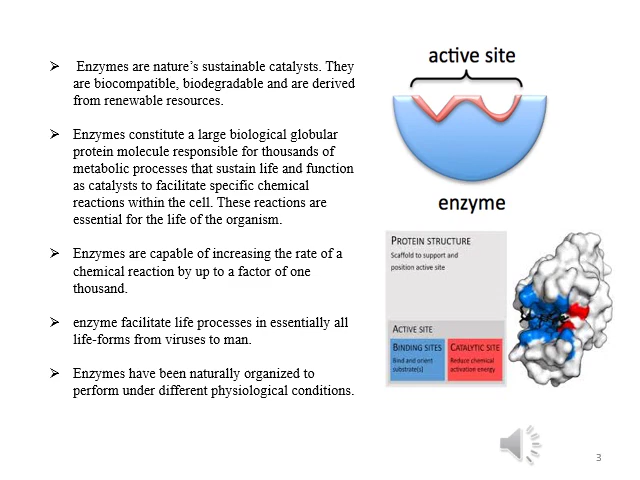 ➢ Enzymes are nature's sustainable catalysts. They
are biocompatible, biodegradable and are derived
from renewable resources.
➢ Enzymes constitute a large biological globular
protein molecule responsible for thousands of
metabolic processes that sustain life and function
as catalysts to facilitate specific chemical
reactions within the cell. These reactions are
essential for the life of the organism.
➢ Enzymes are capable of increasing the rate of a
chemical reaction by up to a factor of one
thousand.
➢ enzyme facilitate life processes in essentially all
life-forms from viruses to man.
➢ Enzymes have been naturally organized to
perform under different physiological conditions.
active site
enzyme
PROTEIN STRUCTURE
Scaffold to support and
position active site
ACTIVE SITE
BINDING SITES
Bind and orient
substrate(s)
CATALYTIC SITE
Reduce chemical
activation energy
3